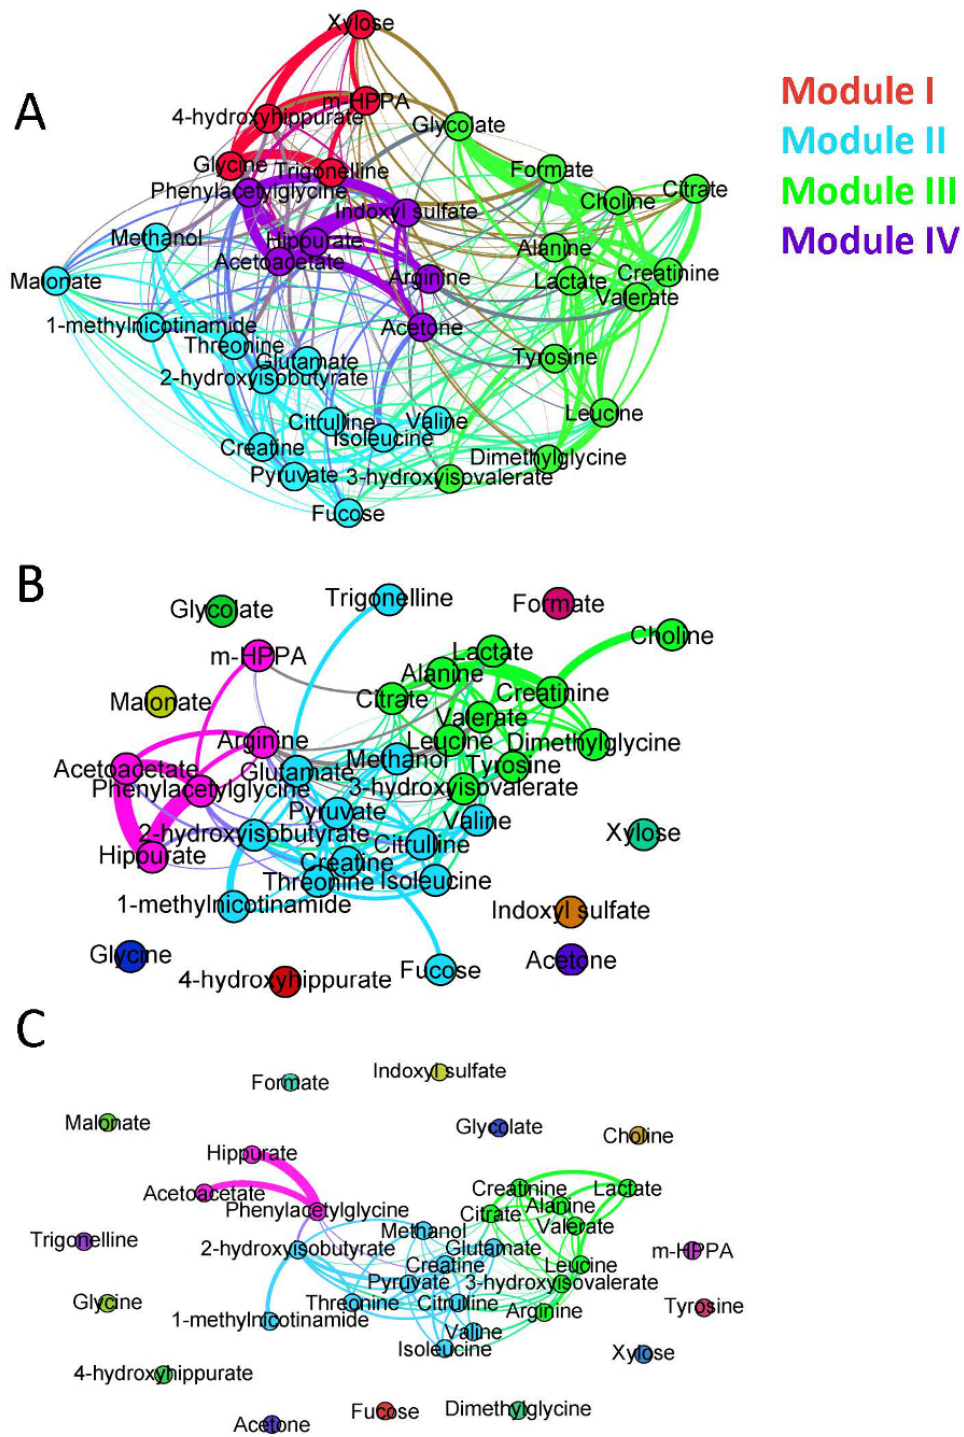 A
Xylose
Module I
Module II
Module III
Module IV
m-HPPA
4-hydroxyhippurate
Glycolate
Glycine
Trigonelline
Formate
Phenylacetylglycine
Choline
Citrate
Indoxyl sulfate
Methanol
Hippurate
Alanine
Acetoacetate
Arginine
Malonate
Lactate
Creatinine
Valerate
1-methylnicotinamide
Acetone
Threonine
Glutamate
Tyrosine
2-hydroxyisobutyrate
Citrulline
Valine
Leucine
Isoleucine
Creatine
Dimethylglycine
Pyruvate
3-hydroxyisovalerate
Fucose
B
Glycolate
Trigonelline
Formate
Choline
m-HPPA
Lactate
Alanine
Malonate
Citrate
Creatinine
Valerate
Arginine
Leucine
Dimethylglycine
Acetoacetate
Glutamate
Methanol
Tyrosine
Phenylacetylglycine
3-hydroxyisovalerate
Pyruvate
Valine
2-hydroxyisobutyrate
Citrulline
Xylose
Hippurate
Creatine
Threonine
Isoleucine
1-methylnicotinamide
Indoxyl sulfate
Glycine
4-hydroxyhippurate
Fucose
Acetone
C
Formate
Indoxyl sulfate
Malonate
Glycolate
Choline
Hippurate
Acetoacetate
Creatinine
Lactate
Alanine
Phenylacetylglycine
Citrate
Valerate
Trigonelline
Methanol
2-hydroxyisobutyrate
Glutamate
m-HPPA
Creatine
Leucine
Pyruvate
3-hydroxyisovalerate
Glycine
Threonine
Citrulline
Arginine
Tyrosine
1-methylnicotinamide
Valine
Isoleucine
Xylose
4-hydroxyhippurate
Acetone
Fucose
Dimethylglycine